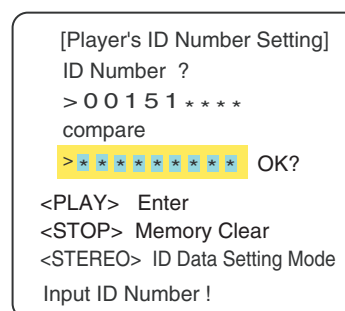 [Player's ID Number Setting]
ID Number ?
>００１５１****
compare
>********* OK?
<PLAY> Enter
<STOP> Memory Clear
<STEREO> ID Data Setting Mode
Input ID Number !